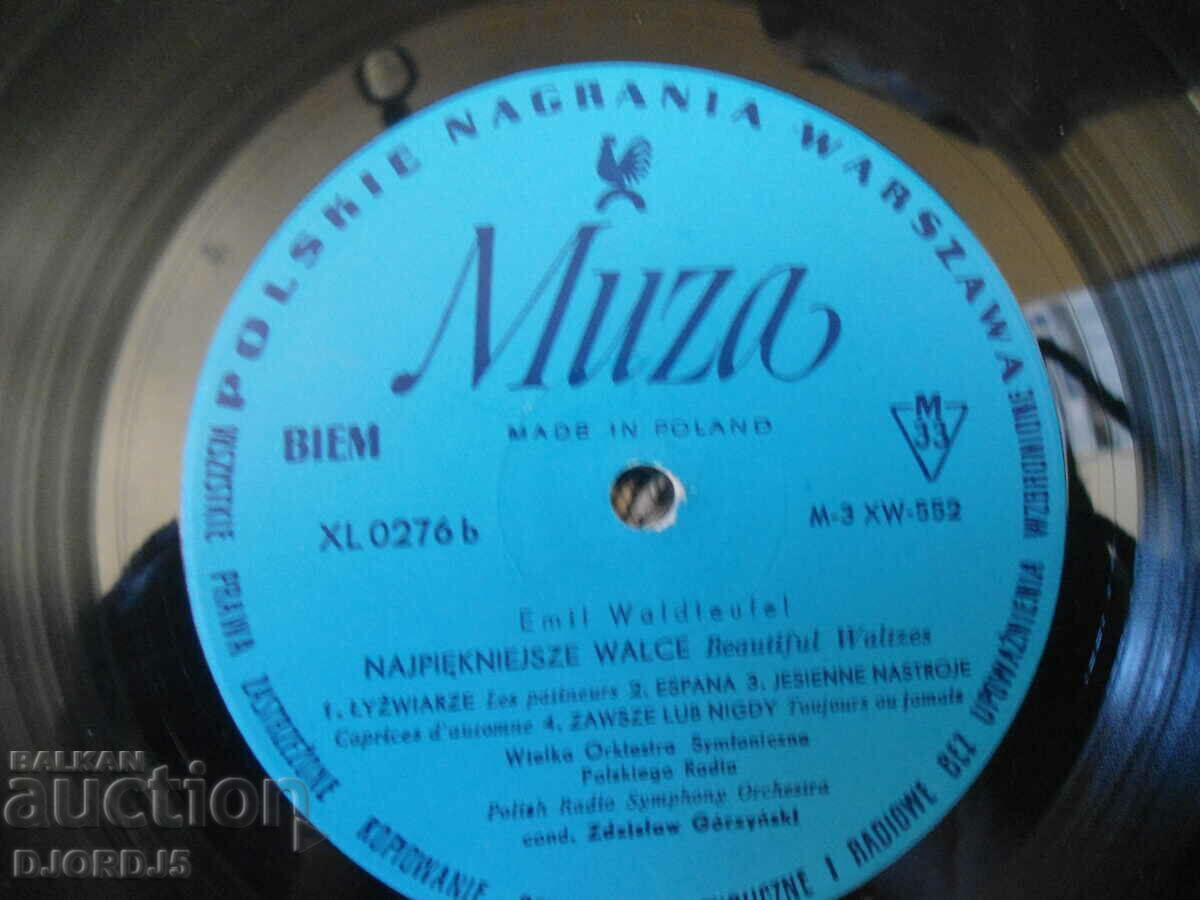 POLSKIE NAGRANIA WARSZAWA
Muza
MADE IN POLAND
BIEM
M
33
XL 0276 b
M-3 XW-552
Emil Waldteufel
NAJPIĘKNIEJSZE WALCE Beautiful Waltzes
1. ŁYŻWIARZE Les patineurs 2. ESPANA 3. JESIENNE NASTROJE
Caprices d'automne 4. ZAWSZE LUB NIGDY Toujours ou jamais
Wielka Orkiestra Symfoniczna
Polskiego Radia
Polish Radio Symphony Orchestra
cond. Zdzisław Górzyński
WSZYSTKIE PRAWA ZASTRZEŻONE KOPIOWANIE
I RADIOWE BEZ UPOWAŻNIENIA WZBRONIONE
BALKAN
auction
DJORDJ5